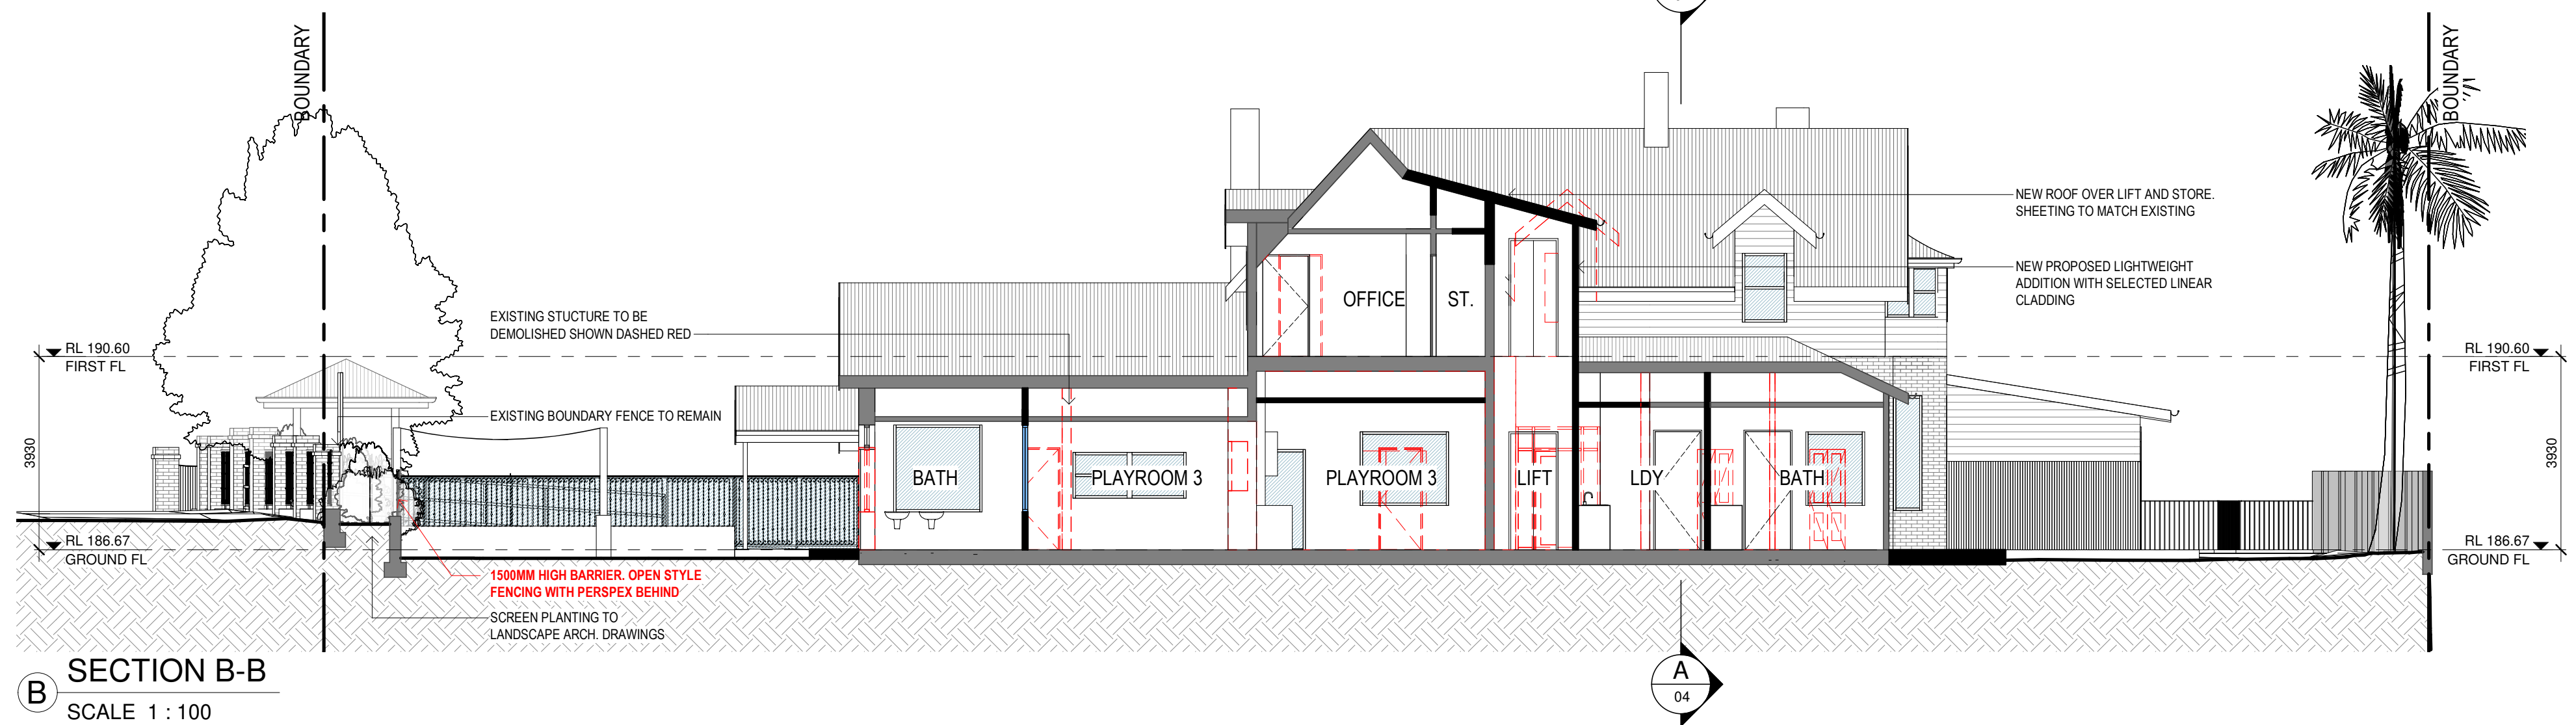 BOUNDARY
BOUNDARY
NEW ROOF OVER LIFT AND STORE.
SHEETING TO MATCH EXISTING
NEW PROPOSED LIGHTWEIGHT
ADDITION WITH SELECTED LINEAR
CLADDING
OFFICE
ST.
EXISTING STUCTURE TO BE
DEMOLISHED SHOWN DASHED RED
RL 190.60
FIRST FL
RL 190.60
FIRST FL
EXISTING BOUNDARY FENCE TO REMAIN
3930
3930
BATH
PLAYROOM 3
PLAYROOM 3
LIFT
LDY
BATH
RL 186.67
GROUND FL
RL 186.67
GROUND FL
1500MM HIGH BARRIER. OPEN STYLE
FENCING WITH PERSPEX BEHIND
SCREEN PLANTING TO
LANDSCAPE ARCH. DRAWINGS
A
04
B
SECTION B-B
SCALE 1 : 100